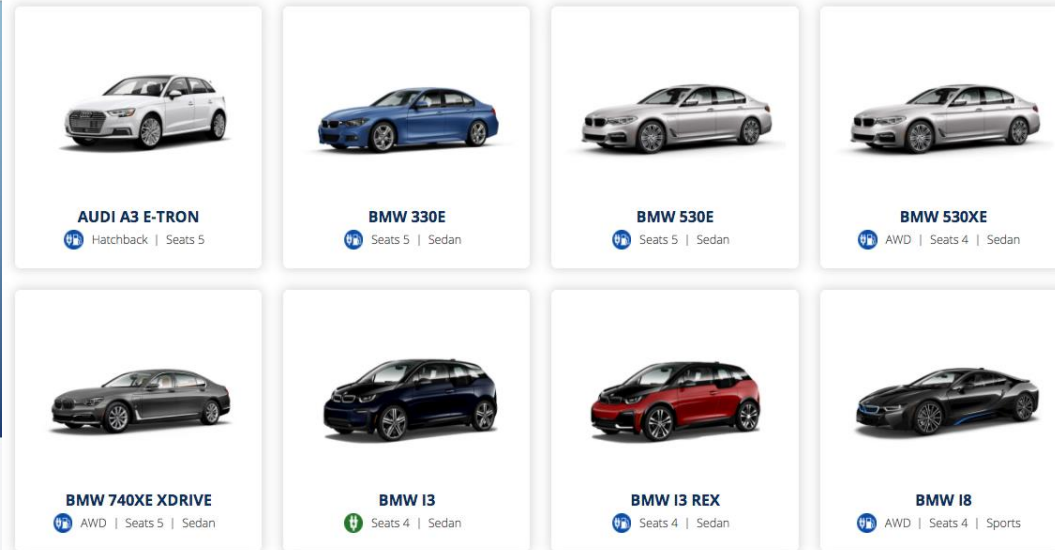 AUDI A3 E-TRON
Hatchback | Seats 5
BMW 330E
Seats 5 | Sedan
BMW 530E
Seats 5 | Sedan
BMW 530XE
AWD | Seats 4 | Sedan
BMW 740XE XDRIVE
AWD | Seats 5 | Sedan
BMW I3
Seats 4 | Sedan
BMW I3 REX
Seats 4 | Sedan
BMW I8
AWD | Seats 4 | Sports